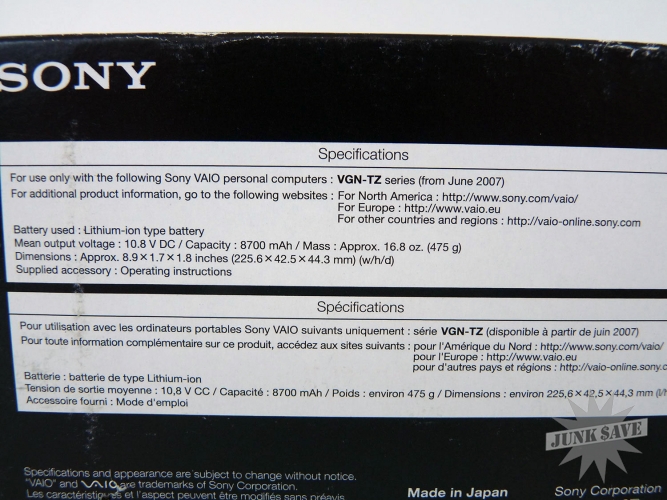 SONY
Specifications
For use only with the following Sony VAIO personal computers : VGN-TZ series (from June 2007)
For additional product information, go to the following websites : For North America : http://www.sony.com/vaio/
For Europe : http://www.vaio.eu
For other countries and regions : http://vaio-online.sony.com
Battery used : Lithium-ion type battery
Mean output voltage : 10.8 V DC / Capacity : 8700 mAh / Mass : Approx. 16.8 oz. (475 g)
Dimensions : Approx. 8.9×1.7×1.8 inches (225.6×42.5×44.3 mm) (w/h/d)
Supplied accessory : Operating instructions
Spécifications
Pour utilisation avec les ordinateurs portables Sony VAIO suivants uniquement : série VGN-TZ (disponible à partir de juin 2007)
Pour toute information complémentaire sur ce produit, accédez aux sites suivants : pour l'Amérique du Nord : http://www.sony.com/vaio/
pour l'Europe : http://www.vaio.eu
pour d'autres pays et régions : http://vaio-online.sony.c
Batterie : batterie de type Lithium-ion
Tension de sortie moyenne : 10,8 V CC / Capacité : 8700 mAh / Poids : environ 475 g / Dimensions : environ 225,6×42,5×44,3 mm
Accessoire fourni : Mode d'emploi
JUNK SAVE
Specifications and appearance are subject to change without notice.
"VAIO" and VAIO are trademarks of Sony Corporation.
Les caractéristiques et l'aspect peuvent être modifiés sans préavis
Made in Japan
Sony Corporation